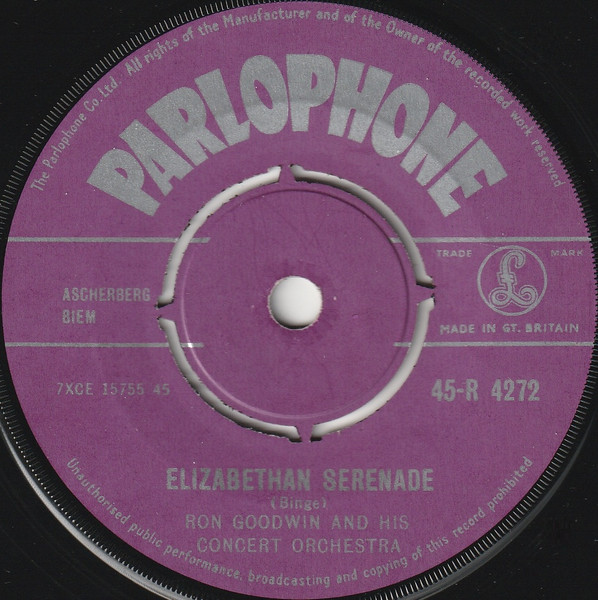 The Parlophone Co. Ltd. All rights of the Manufacturer and of the Owner of the recorded work reserved
PARLOPHONE
TRADE MARK
£
ASCHERBERG
BIEM
MADE IN GT. BRITAIN
7XCE 15755 45
45-R 4272
ELIZABETHAN SERENADE
(Binge)
RON GOODWIN AND HIS
CONCERT ORCHESTRA
Unauthorised public performance, broadcasting and copying of this record prohibited